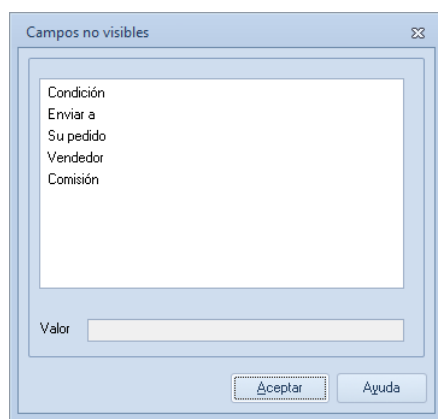 Campos no visibles
Condición
Enviar a
Su pedido
Vendedor
Comisión
Valor
Aceptar Ayuda